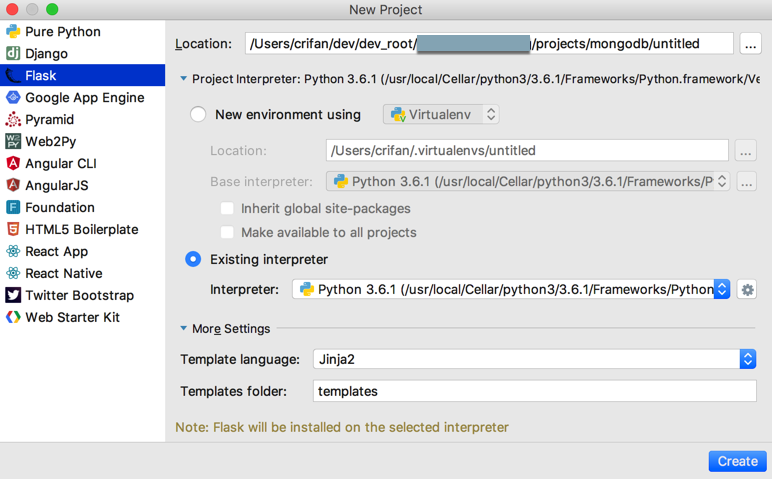 New Project
Pure Python
Django
Flask
Google App Engine
Pyramid
Web2Py
Angular CLI
AngularJS
Foundation
HTML5 Boilerplate
React App
React Native
Twitter Bootstrap
Web Starter Kit
Location: /Users/crifan/dev/dev_root/ /projects/mongodb/untitled ...
Project Interpreter: Python 3.6.1 (/usr/local/Cellar/python3/3.6.1/Frameworks/Python.framework/Ve
New environment using Virtualenv
Location: /Users/crifan/.virtualenvs/untitled ...
Base interpreter: Python 3.6.1 (/usr/local/Cellar/python3/3.6.1/Frameworks/P ...
Inherit global site-packages
Make available to all projects
Existing interpreter
Interpreter: Python 3.6.1 (/usr/local/Cellar/python3/3.6.1/Frameworks/Python
More Settings
Template language: Jinja2
Templates folder: templates
Note: Flask will be installed on the selected interpreter
Create